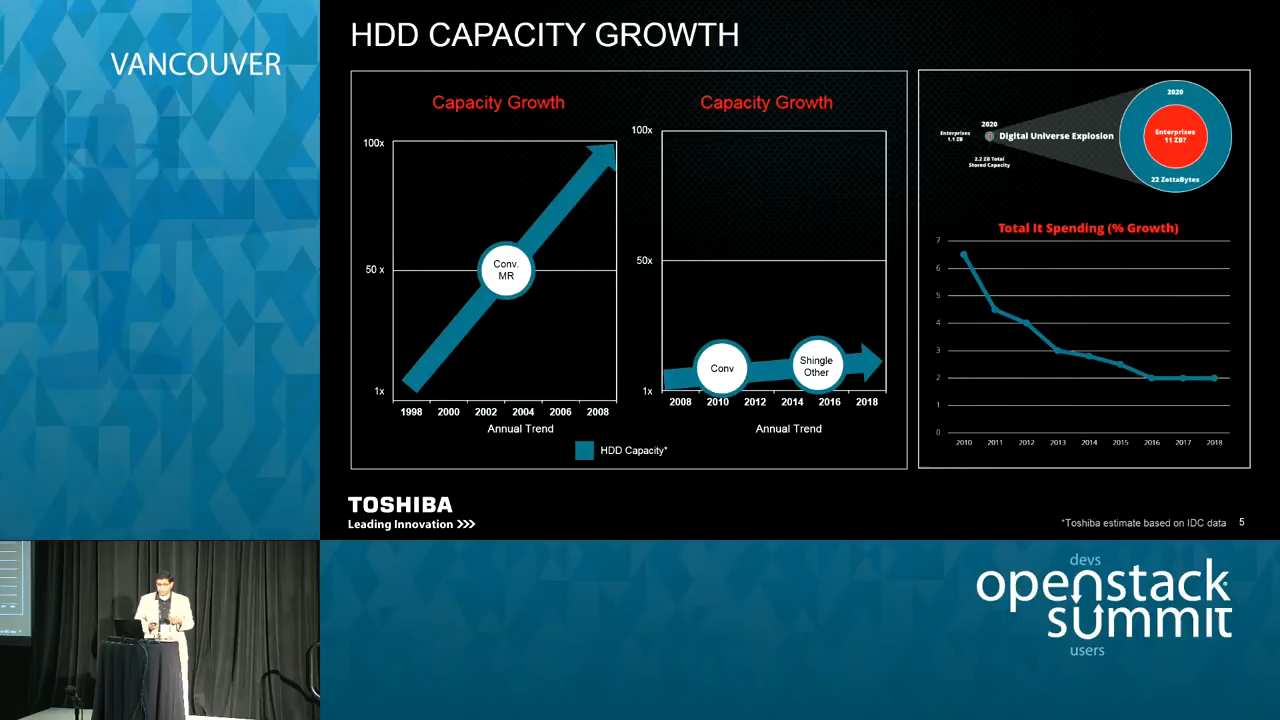 VANCOUVER
HDD CAPACITY GROWTH
Capacity Growth
100x
50 x
1x
Conv.
MR
1998 2000 2002 2004 2006 2008
Annual Trend
Capacity Growth
100x
50x
1x
Conv
Shingle
Other
2008 2010 2012 2014 2016 2018
Annual Trend
HDD Capacity*
2020
Enterprises
1.1 ZB
2.2 ZB Total
Stored Capacity
Digital Universe Explosion
2020
Enterprises
11 ZB?
22 ZettaBytes
Total It Spending (% Growth)
7
6
5
4
3
2
1
0
2010 2011 2012 2013 2014 2015 2016 2017 2018
TOSHIBA
Leading Innovation >>>
*Toshiba estimate based on IDC data 5
devs
openstack
summit
users